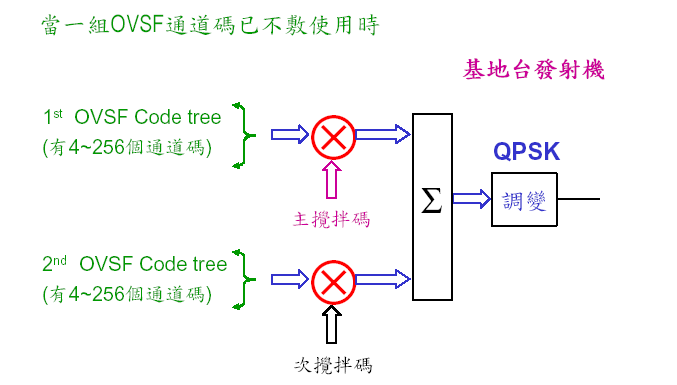 當一組OVSF通道碼已不敷使用時
基地台發射機
1st OVSF Code tree
(有4~256個通道碼)
主攪拌碼
Σ
QPSK
調變
2nd OVSF Code tree
(有4~256個通道碼)
次攪拌碼